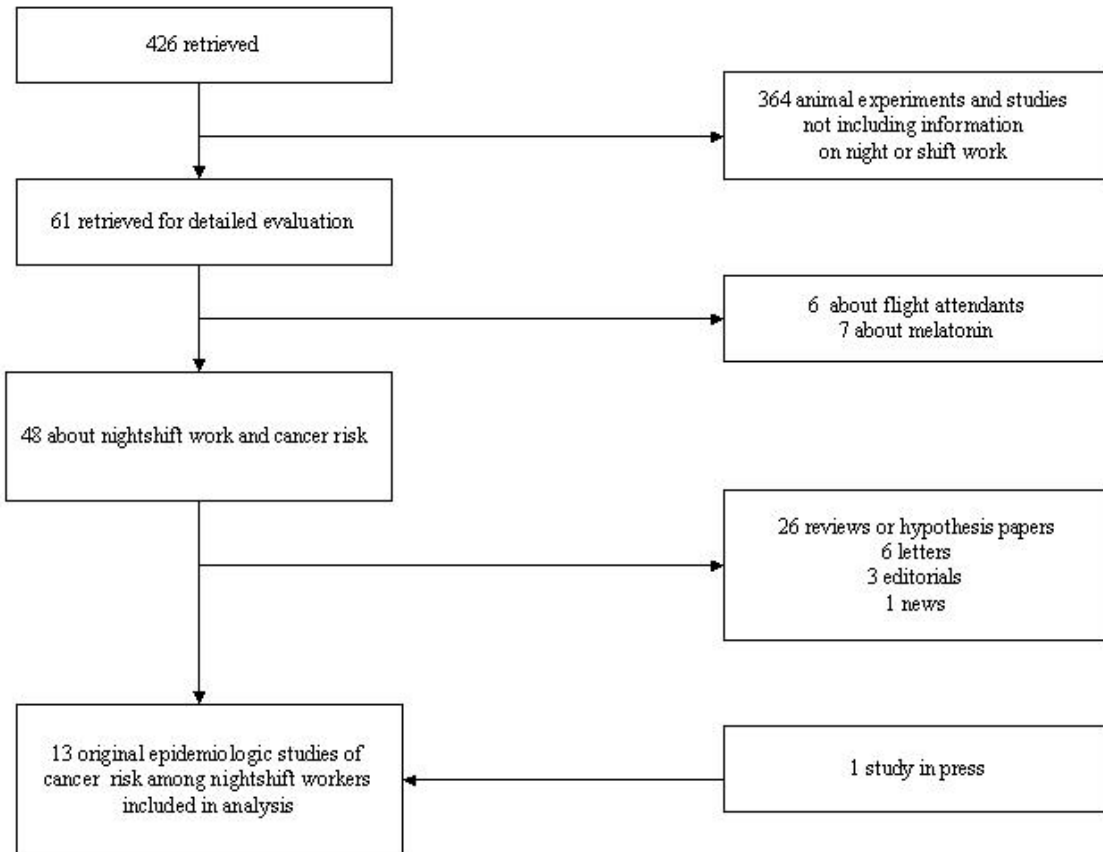 426 retrieved
364 animal experiments and studies
not including information
on night or shift work
61 retrieved for detailed evaluation
6 about flight attendants
7 about melatonin
48 about nightshift work and cancer risk
26 reviews or hypothesis papers
6 letters
3 editorials
1 news
13 original epidemiologic studies of
cancer risk among nightshift workers
included in analysis
1 study in press